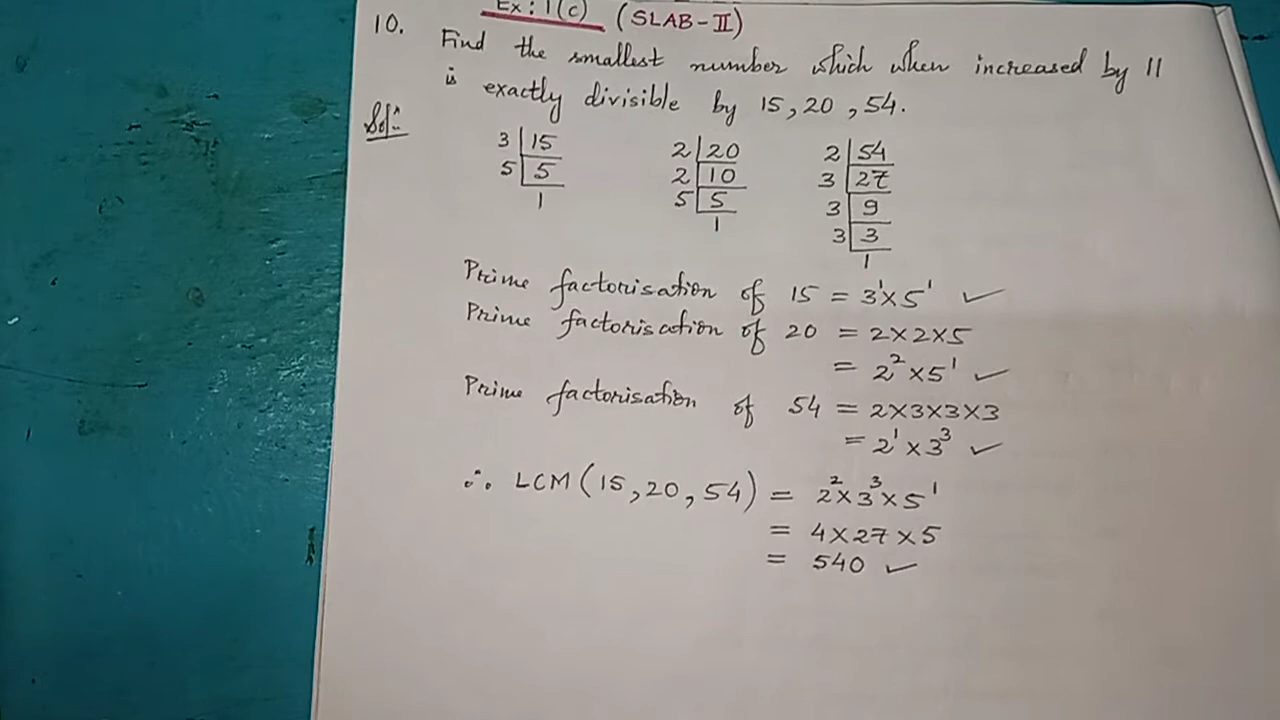 Ex: 1(c) (SLAB-II)
10. Find the smallest number which when increased by 11
is exactly divisible by 15, 20, 54.
Sol:
3 | 15
5 | 5
1
2 | 20
2 | 10
5 | 5
1
2 | 54
3 | 27
3 | 9
3 | 3
1
Prime factorisation of 15 = 3¹×5¹ ✓
Prime factorisation of 20 = 2×2×5
= 2²×5¹ ✓
Prime factorisation of 54 = 2×3×3×3
= 2¹×3³ ✓
∴ LCM(15, 20, 54) = 2²×3³×5¹
= 4×27×5
= 540 ✓